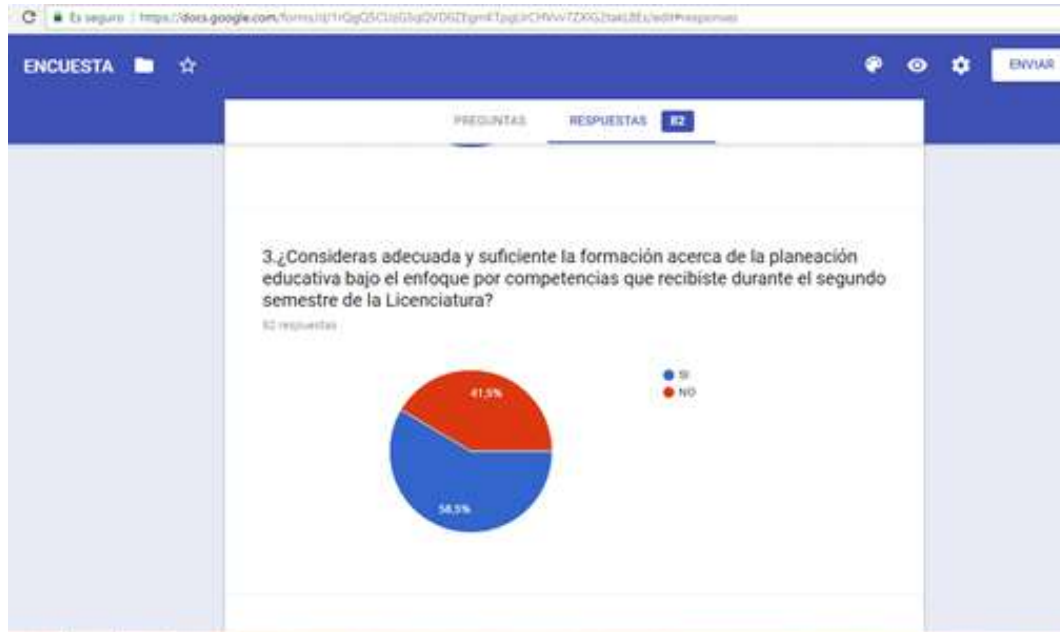 Es seguro
ENCUESTA
ENVIAR
PREGUNTAS RESPUESTAS 82
3.¿Consideras adecuada y suficiente la formación acerca de la planeación
educativa bajo el enfoque por competencias que recibiste durante el segundo
semestre de la Licenciatura?
82 respuestas
SI
NO
41,5%
58,5%